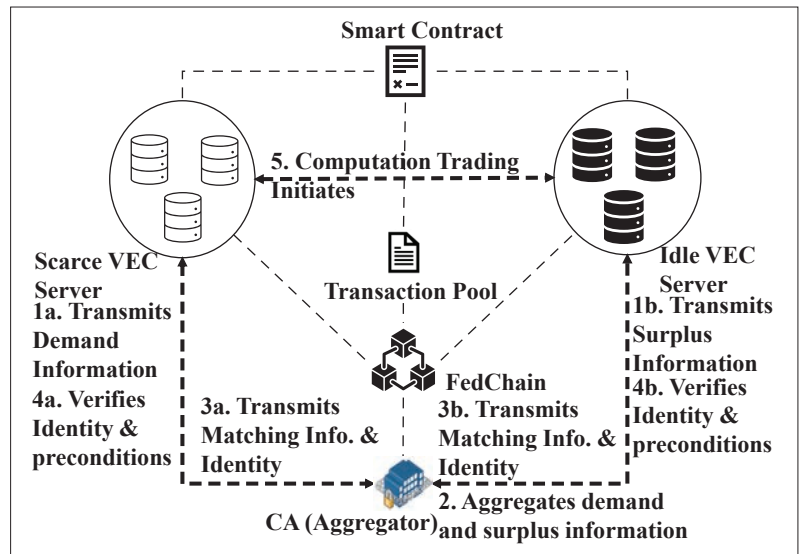 Smart Contract
5. Computation Trading
Initiates
Scarce VEC
Server
1a. Transmits
Demand
Information
4a. Verifies
Identity &
preconditions
Transaction Pool
Idle VEC
Server
1b. Transmits
Surplus
Information
4b. Verifies
Identity &
preconditions
FedChain
3a. Transmits
Matching Info. &
Identity
3b. Transmits
Matching Info. &
Identity
CA (Aggregator)
2. Aggregates demand
and surplus information